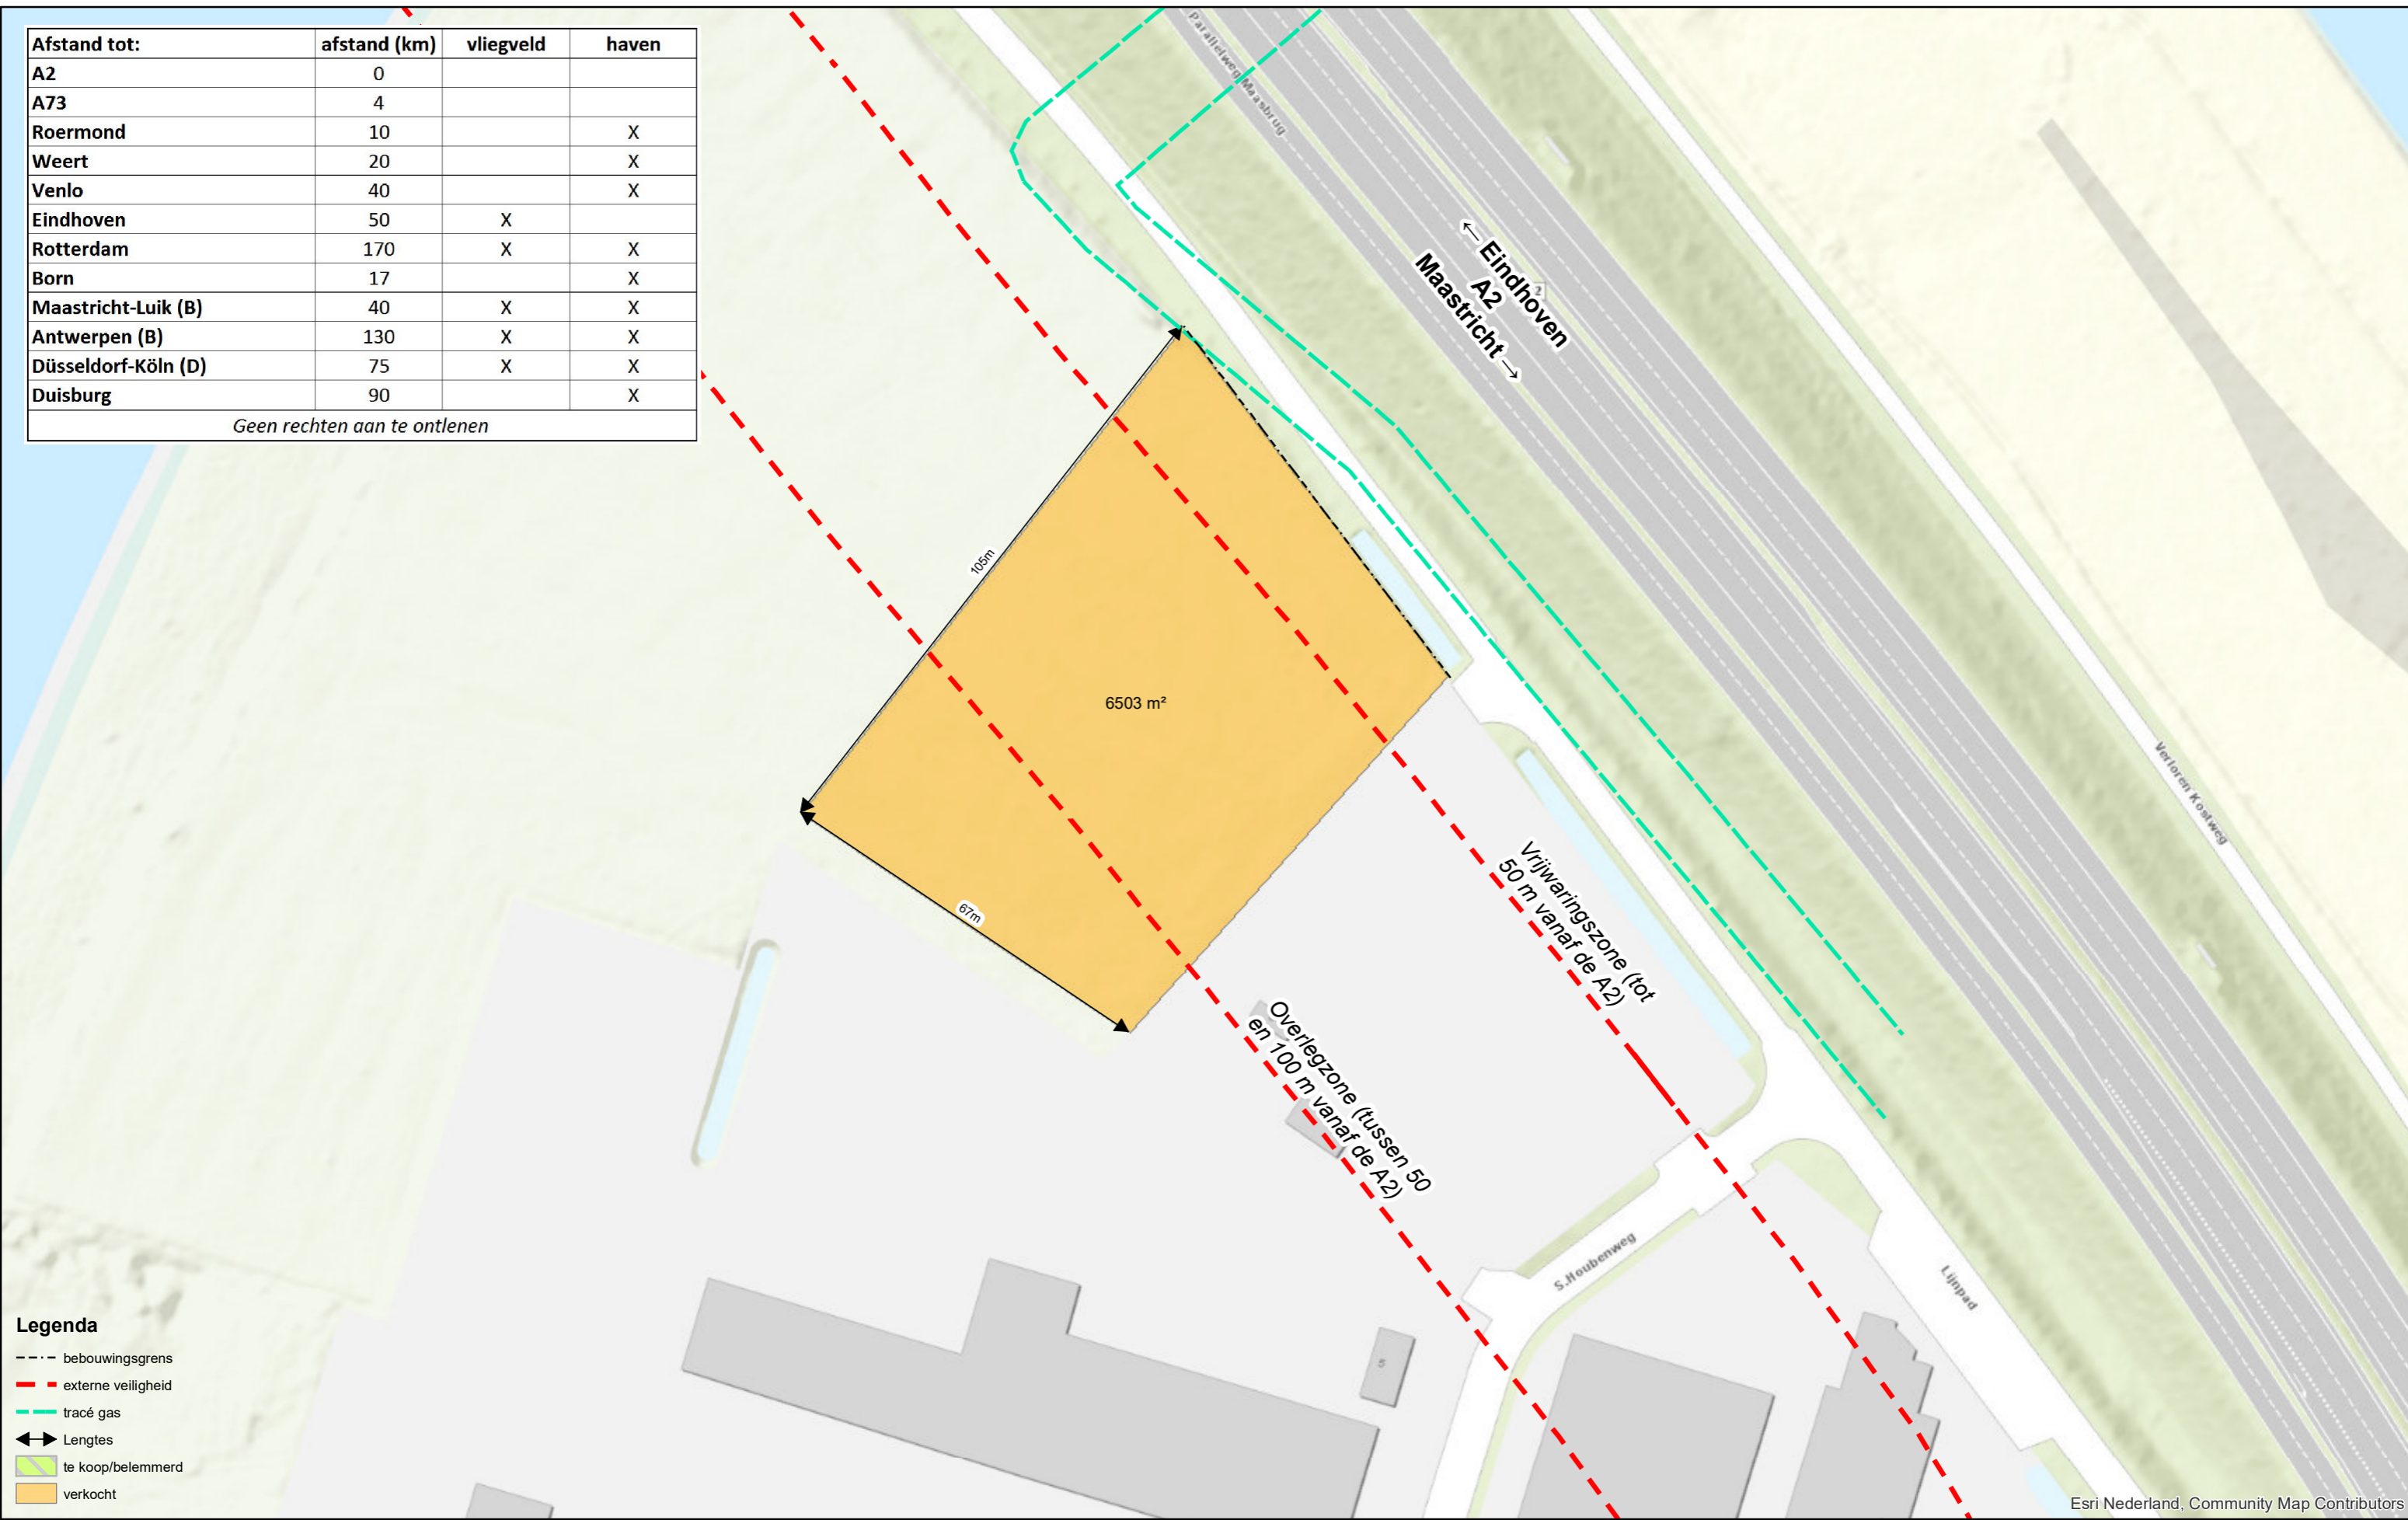 Afstand tot: afstand (km) vliegveld haven
A2 0
A73 4
Roermond 10 X
Weert 20 X
Venlo 40 X
Eindhoven 50 X
Rotterdam 170 X X
Born 17 X
Maastricht-Luik (B) 40 X X
Antwerpen (B) 130 X X
Düsseldorf-Köln (D) 75 X X
Duisburg 90 X
Geen rechten aan te ontlenen
Parallelweg Maasbrug
← Eindhoven
A2
Maastricht →
2
105m
6503 m²
67m
Verloren Kostweg
Vrijwaringszone (tot
50 m vanaf de A2)
Overlegzone (tussen 50
en 100 m vanaf de A2)
S.Houbenweg
Lijnpad
5
Legenda
bebouwingsgrens
externe veiligheid
tracé gas
Lengtes
te koop/belemmerd
verkocht
Esri Nederland, Community Map Contributors